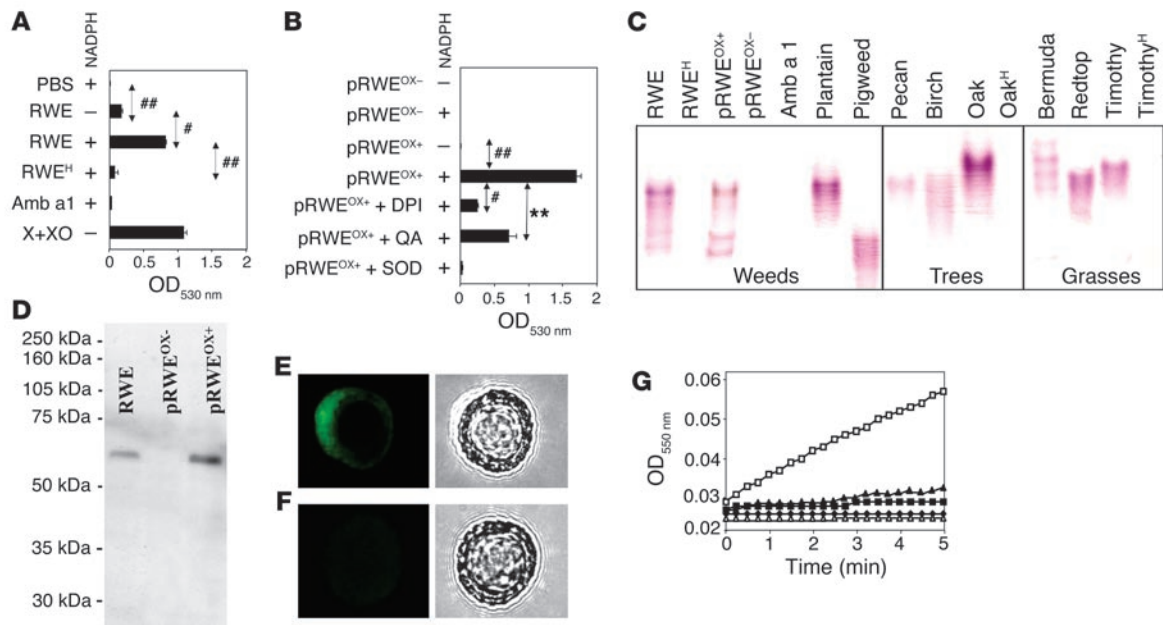 A
NADPH
PBS +
RWE −
RWE +
RWEᴴ +
Amb a1 +
X+XO −
##
#
##
0 0.5 1 1.5 2
OD530 nm
B
NADPH
pRWEᴼˣ⁻ −
pRWEᴼˣ⁻ +
pRWEᴼˣ⁺ −
pRWEᴼˣ⁺ +
pRWEᴼˣ⁺ + DPI +
pRWEᴼˣ⁺ + QA +
pRWEᴼˣ⁺ + SOD +
##
#
**
0 0.5 1 1.5 2
OD530 nm
C
RWE
RWEᴴ
pRWEᴼˣ⁺
pRWEᴼˣ⁻
Amb a 1
Plantain
Pigweed
Pecan
Birch
Oak
Oakᴴ
Bermuda
Redtop
Timothy
Timothyᴴ
Weeds
Trees
Grasses
D
RWE
pRWEᴼˣ⁻
pRWEᴼˣ⁺
250 kDa -
160 kDa -
105 kDa -
75 kDa -
50 kDa -
35 kDa -
30 kDa -
E
F
G
OD550 nm
0.06
0.05
0.04
0.03
0.02
0 1 2 3 4 5
Time (min)